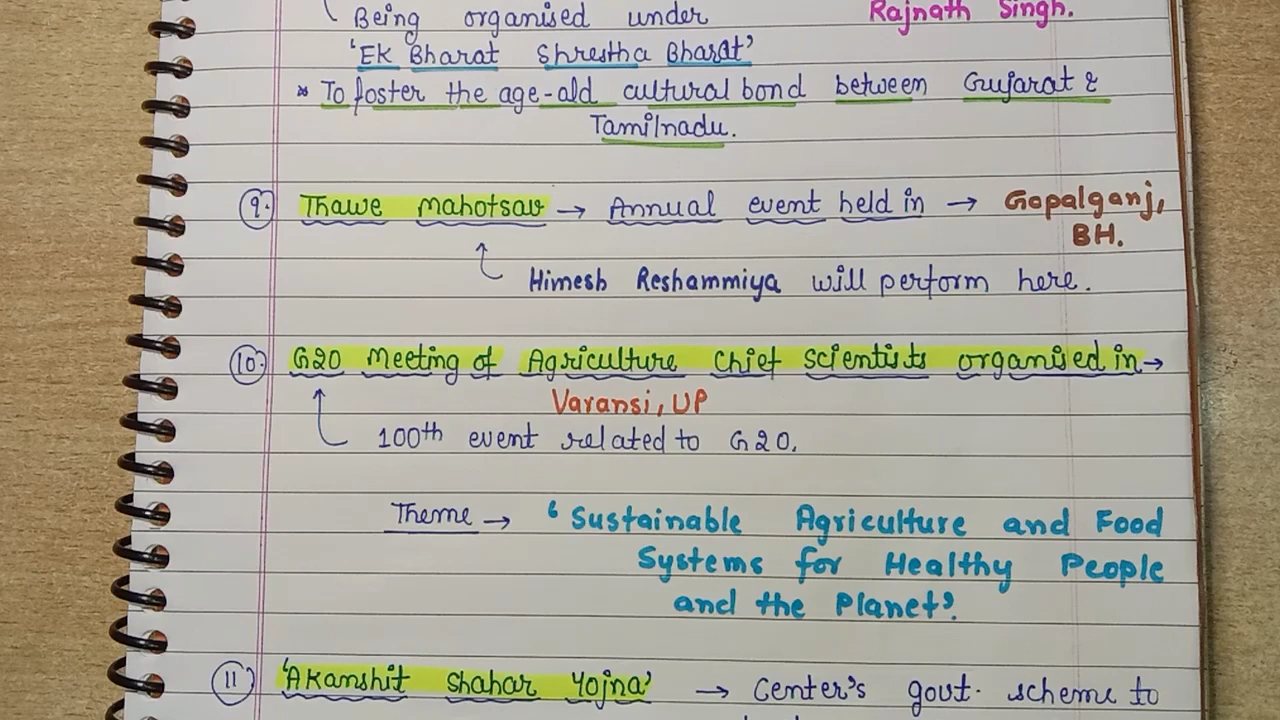 Being organised under Rajnath Singh.
'Ek Bharat Shrestha Bharat'
* To foster the age-old cultural bond between Gujarat &
Tamilnadu.
9. Thawe mahotsav → Annual event held in → Gopalganj,
BH.
Himesh Reshammiya will perform here.
10. G20 Meeting of Agriculture Chief Scientists organised in →
Varansi, UP
100th event related to G20.
Theme → 'Sustainable Agriculture and Food
Systems for Healthy People
and the Planet'.
11 'Akanshit Shahar Yojna' → Center's govt. scheme to